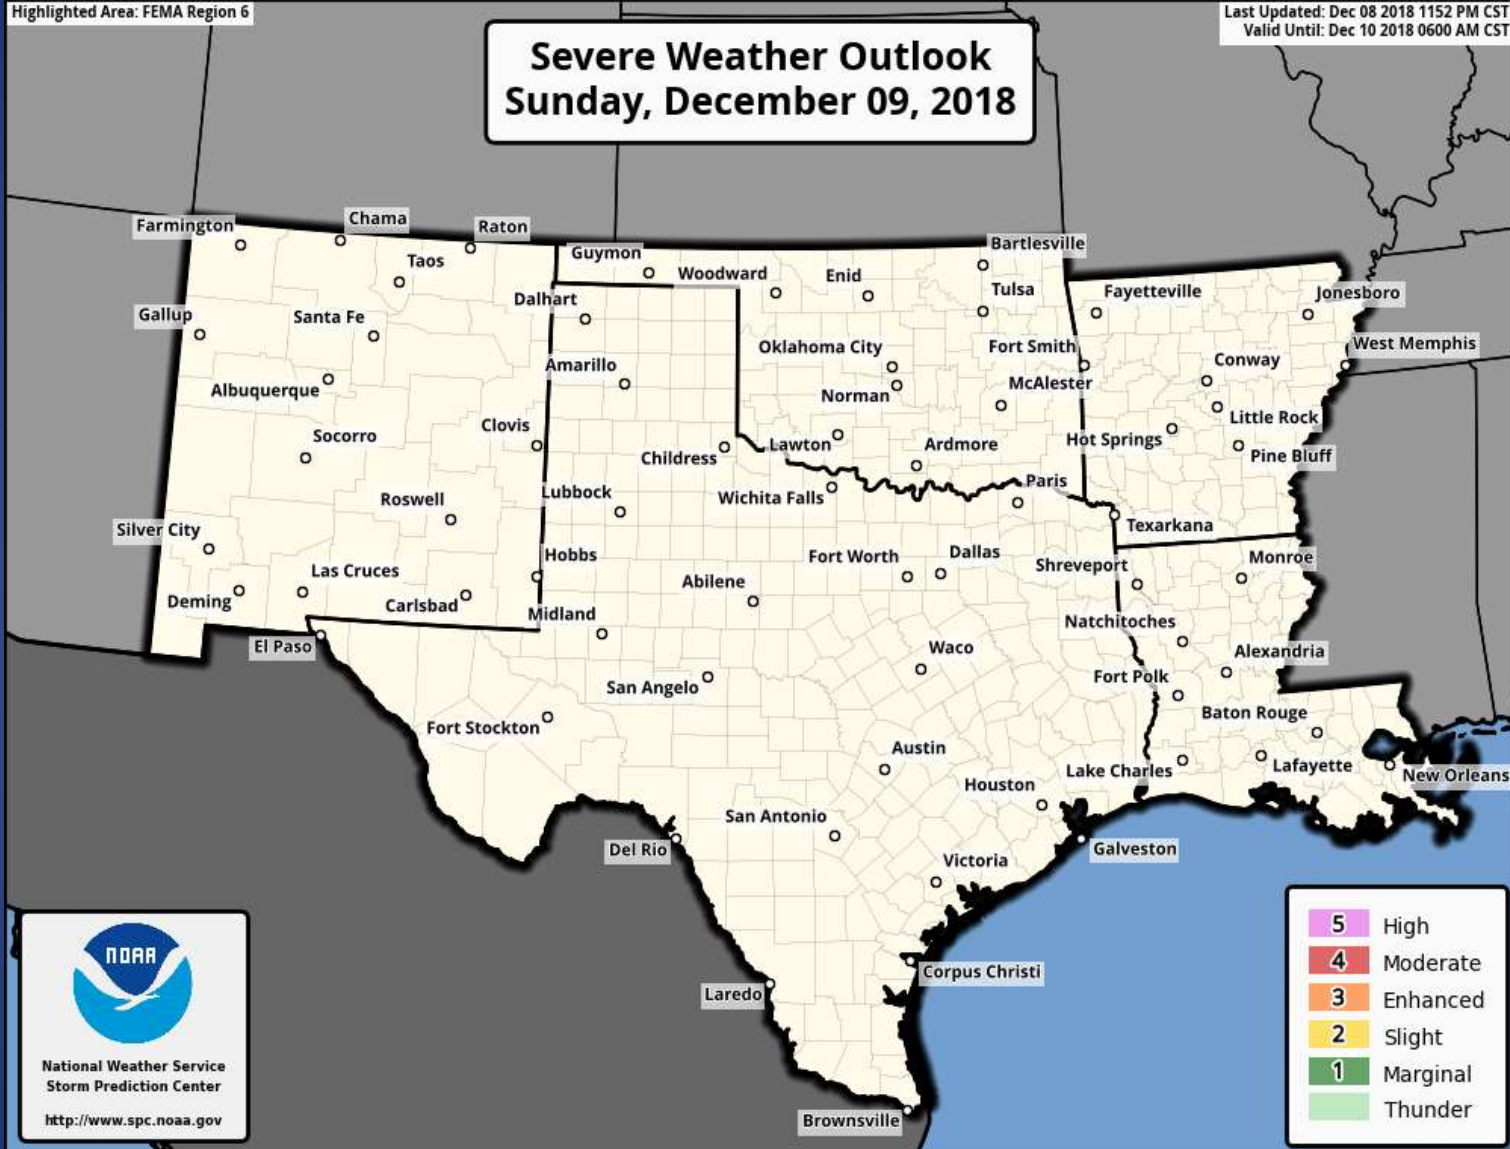 Highlighted Area: FEMA Region 6
Last Updated: Dec 08 2018 1152 PM CST
Valid Until: Dec 10 2018 0600 AM CST
Severe Weather Outlook
Sunday, December 09, 2018
Farmington
Chama
Raton
Taos
Guymon
Woodward
Enid
Bartlesville
Tulsa
Fayetteville
Jonesboro
Gallup
Santa Fe
Dalhart
Oklahoma City
Fort Smith
Conway
West Memphis
Albuquerque
Amarillo
Norman
McAlester
Little Rock
Socorro
Clovis
Childress
Lawton
Ardmore
Hot Springs
Pine Bluff
Roswell
Lubbock
Wichita Falls
Paris
Texarkana
Silver City
Las Cruces
Hobbs
Abilene
Fort Worth
Dallas
Shreveport
Monroe
Deming
Carlsbad
Midland
Natchitoches
El Paso
San Angelo
Waco
Fort Polk
Alexandria
Fort Stockton
Austin
Baton Rouge
Houston
Lake Charles
Lafayette
New Orleans
San Antonio
Del Rio
Victoria
Galveston
Laredo
Corpus Christi
Brownsville
NOAA
National Weather Service
Storm Prediction Center
http://www.spc.noaa.gov
5 High
4 Moderate
3 Enhanced
2 Slight
1 Marginal
Thunder